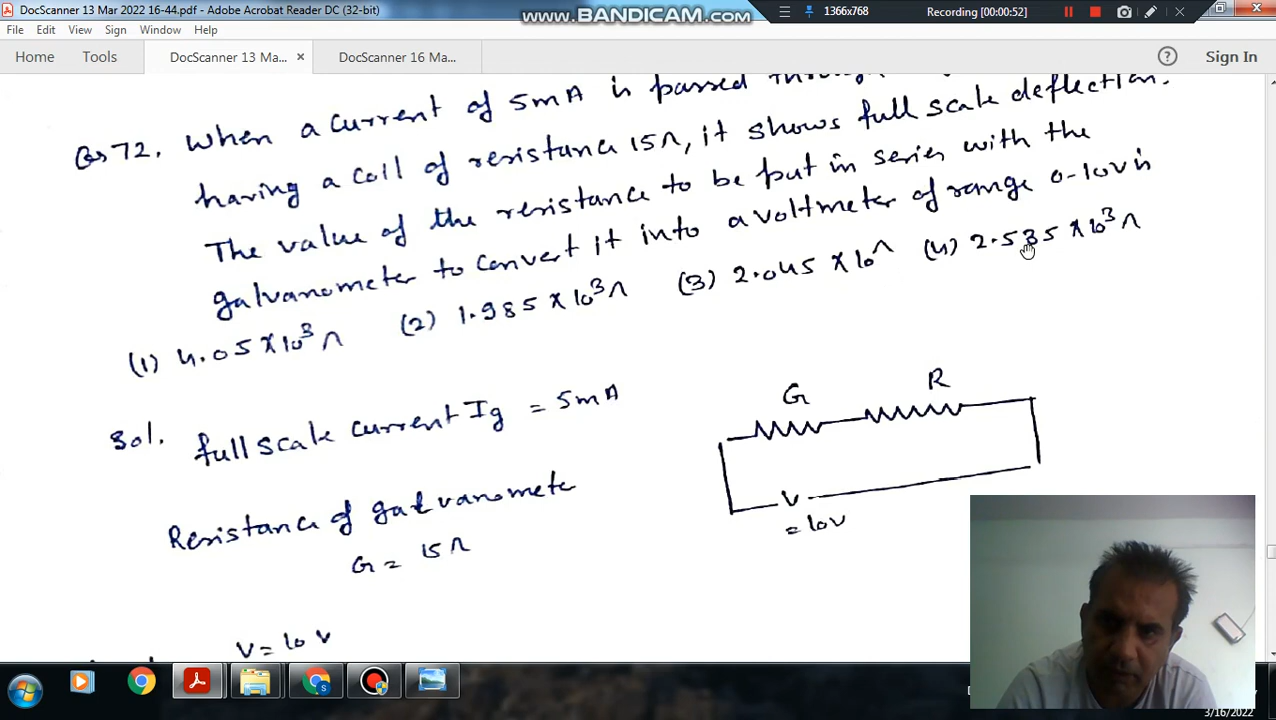 DocScanner 13 Mar 2022 16-44.pdf - Adobe Acrobat Reader DC (32-bit)
www.BANDICAM.com
1366x768
Recording [00:00:52]
File Edit View Sign Window Help
Home Tools DocScanner 13 Ma... × DocScanner 16 Ma... Sign In
Qs 72. When a current of 5mA is passed through
having a coil of resistance 15Ω, it shows full scale deflection.
The value of the resistance to be put in series with the
galvanometer to convert it into a voltmeter of range 0-10V is
(1) 4.05 × 10³ Ω (2) 1.985 × 10³ Ω (3) 2.045 × 10^ (4) 2.535 × 10³ Ω
Sol. full scale current Ig = 5mA
G R
Resistance of galvanometer
G = 15Ω
V
= 10V
V = 10 V
3/16/2022